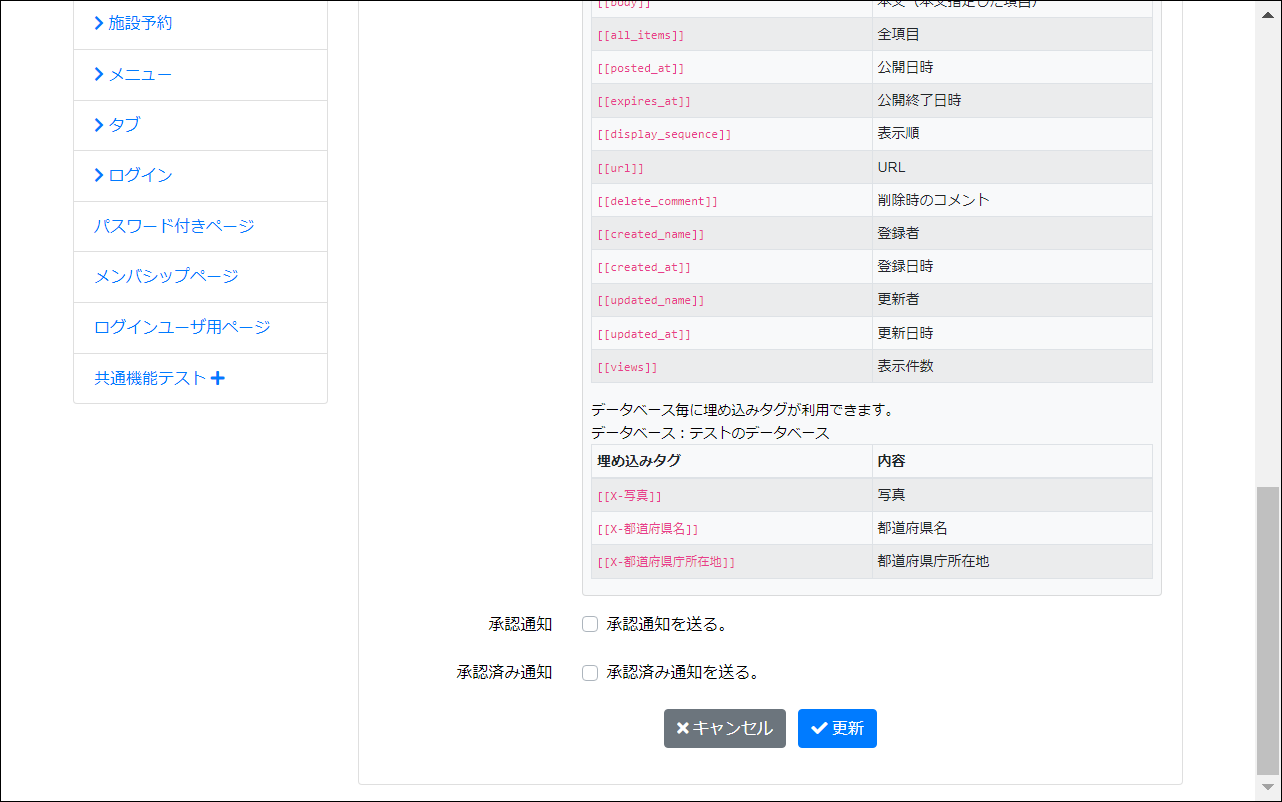 施設予約
メニュー
タブ
ログイン
パスワード付きページ
メンバシップページ
ログインユーザ用ページ
共通機能テスト
[[body]] 本文（本文指定した項目）
[[all_items]] 全項目
[[posted_at]] 公開日時
[[expires_at]] 公開終了日時
[[display_sequence]] 表示順
[[url]] URL
[[delete_comment]] 削除時のコメント
[[created_name]] 登録者
[[created_at]] 登録日時
[[updated_name]] 更新者
[[updated_at]] 更新日時
[[views]] 表示件数
データベース毎に埋め込みタグが利用できます。
データベース：テストのデータベース
埋め込みタグ 内容
[[X-写真]] 写真
[[X-都道府県名]] 都道府県名
[[X-都道府県庁所在地]] 都道府県庁所在地
承認通知 承認通知を送る。
承認済み通知 承認済み通知を送る。
キャンセル 更新